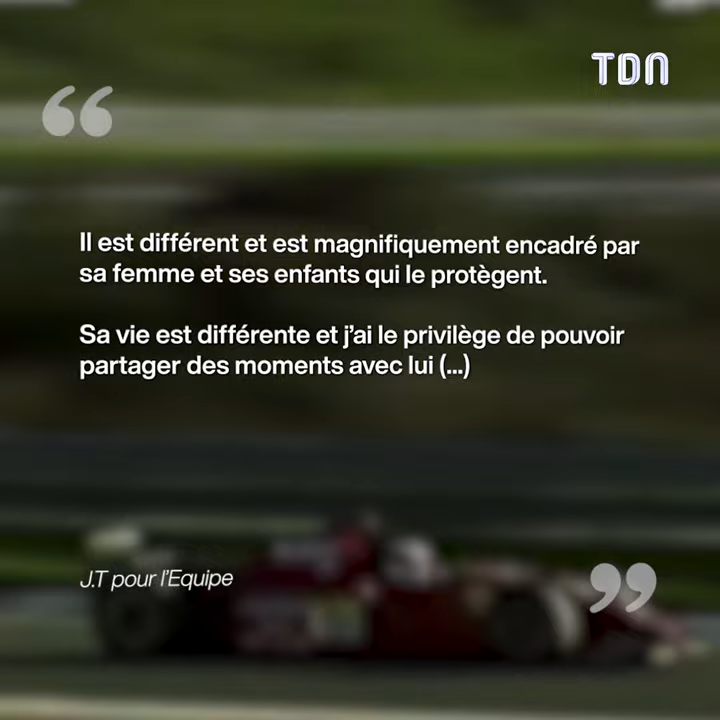 TDN
“
Il est différent et est magnifiquement encadré par
sa femme et ses enfants qui le protègent.
Sa vie est différente et j’ai le privilège de pouvoir
partager des moments avec lui (...)
J.T pour l’Equipe
”